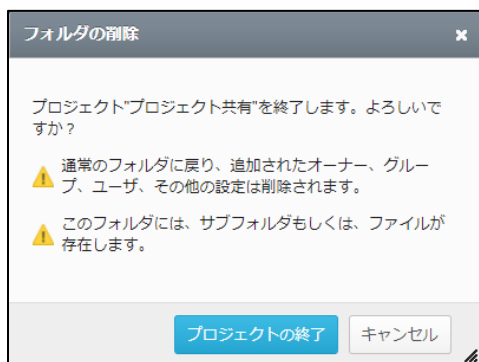 フォルダの削除
プロジェクト"プロジェクト共有"を終了します。よろしいで
すか？
通常のフォルダに戻り、追加されたオーナー、グルー
プ、ユーザ、その他の設定は削除されます。
このフォルダには、サブフォルダもしくは、ファイルが
存在します。
プロジェクトの終了
キャンセル